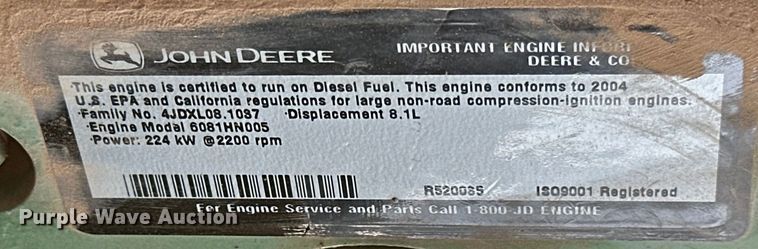 JOHN DEERE
IMPORTANT ENGINE
DEERE & CO
·This engine is certified to run on Diesel Fuel. This engine conforms to 2004
U.S. EPA and California regulations for large non-road compression-ignition engines.
·Family No. 4JDXL08.1037 ·Displacement 8.1L
·Engine Model 6081HN005
·Power: 224 kW @2200 rpm
R520035 ISO9001 Registered
For Engine Service and Parts Call 1-800-JD ENGINE
Purple Wave Auction